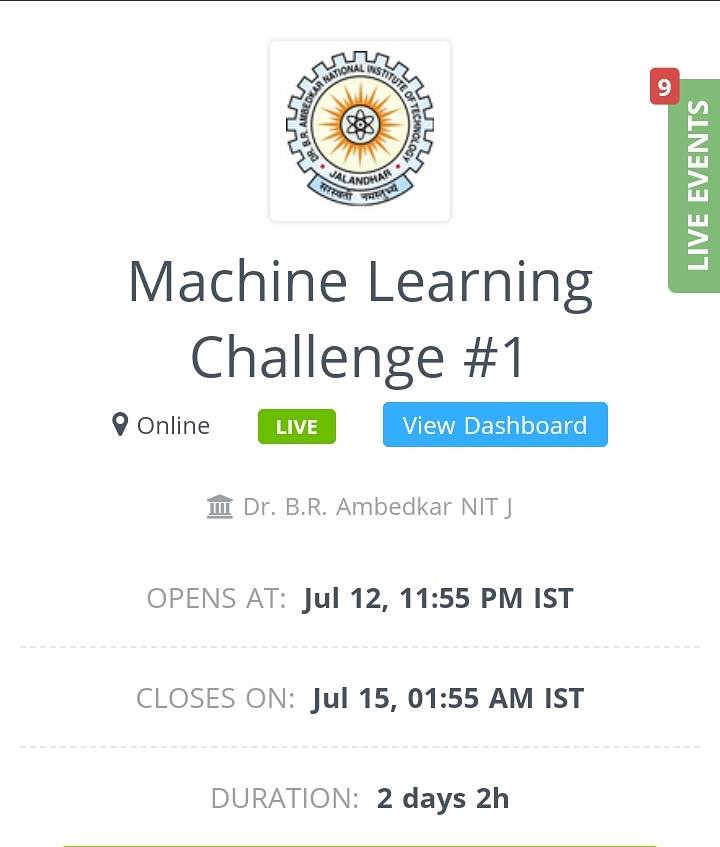 DR. B.R. AMBEDKAR NATIONAL INSTITUTE OF TECHNOLOGY
JALANDHAR
सरस्वती नमस्तुभ्यं
9
LIVE EVENTS
Machine Learning
Challenge #1
Online LIVE View Dashboard
Dr. B.R. Ambedkar NIT J
OPENS AT: Jul 12, 11:55 PM IST
CLOSES ON: Jul 15, 01:55 AM IST
DURATION: 2 days 2h